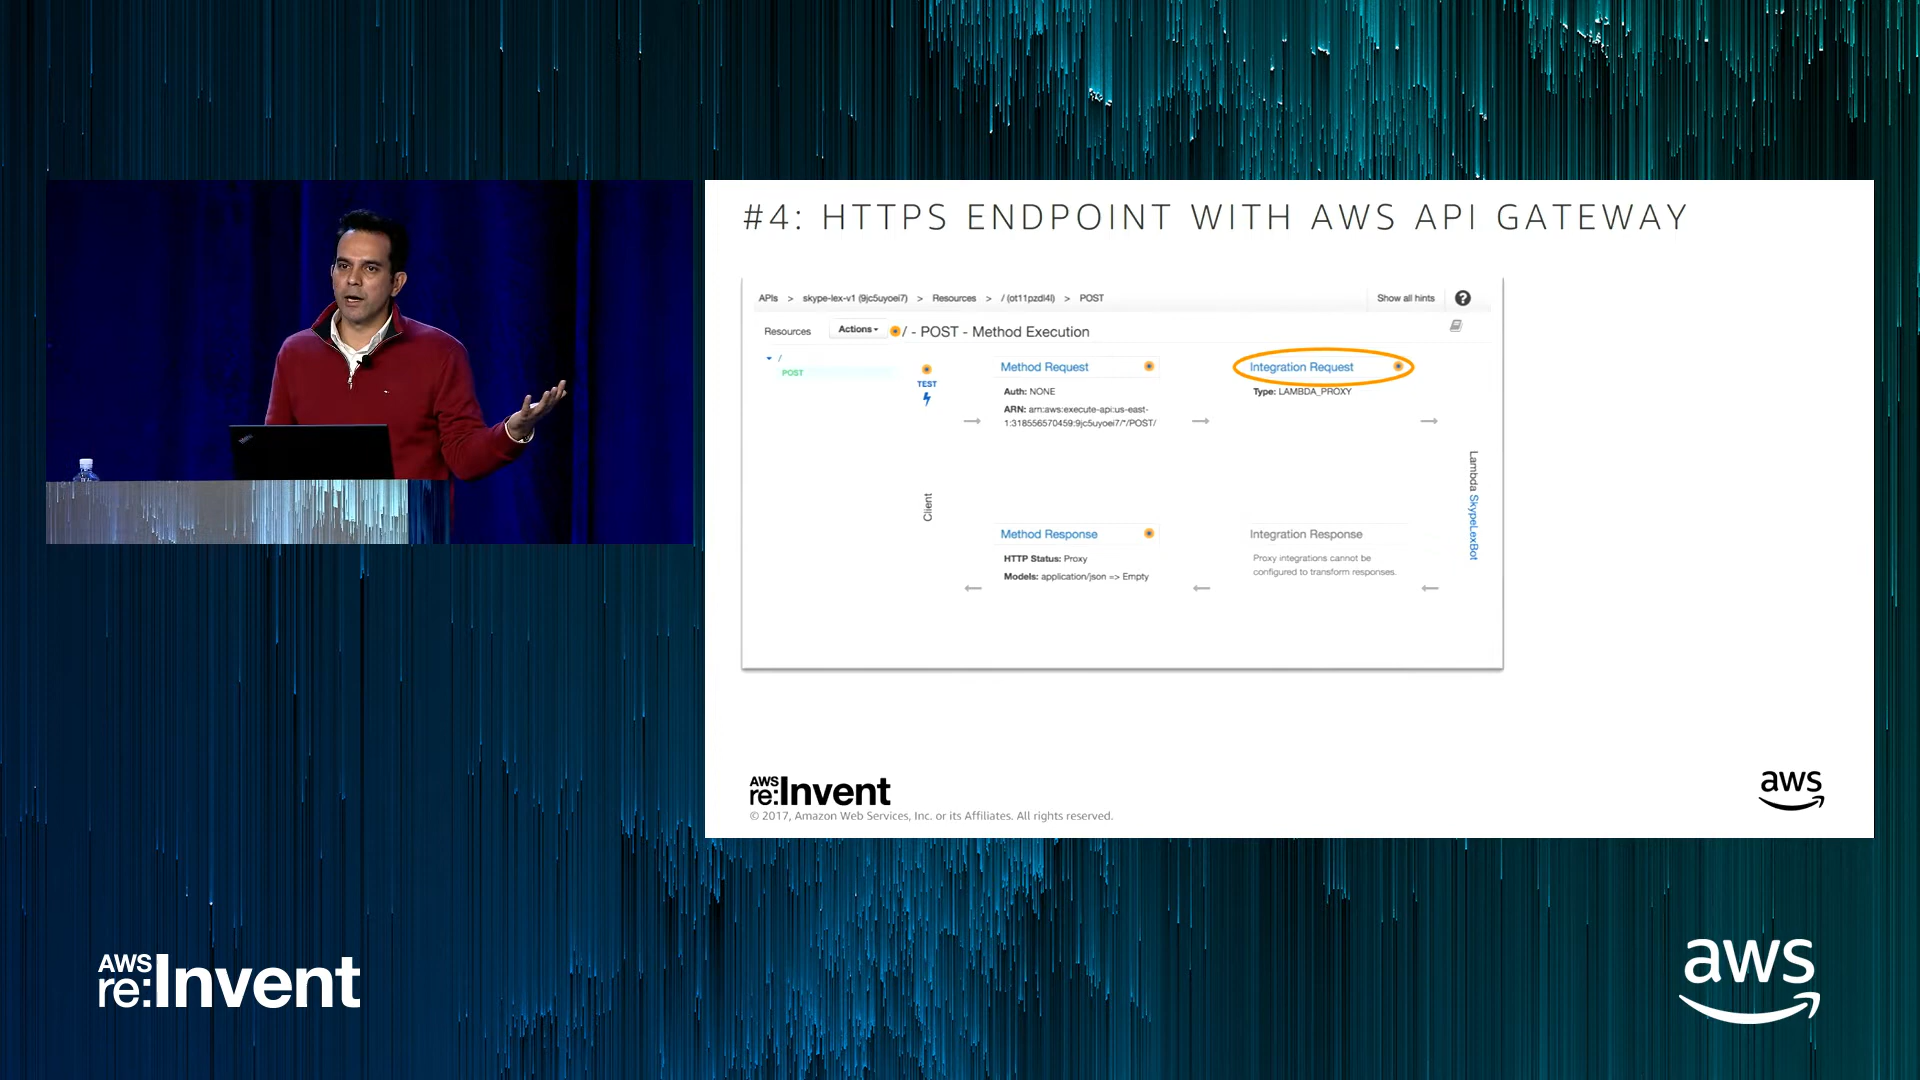 #4: HTTPS ENDPOINT WITH AWS API GATEWAY
APIs > skype-lex-v1 (9jc5uyoei7) > Resources > / (ot11pzdi4l) > POST
Show all hints
?
Resources
Actions
/ - POST - Method Execution
/
POST
TEST
Method Request
Auth: NONE
ARN: arn:aws:execute-api:us-east-
1:318556570459:9jc5uyoei7/*/POST/
Integration Request
Type: LAMBDA_PROXY
Client
Lambda SkypeLexBot
Method Response
HTTP Status: Proxy
Models: application/json => Empty
Integration Response
Proxy integrations cannot be
configured to transform responses.
AWS
re:Invent
© 2017, Amazon Web Services, Inc. or its Affiliates. All rights reserved.
aws
AWS
re:Invent
aws